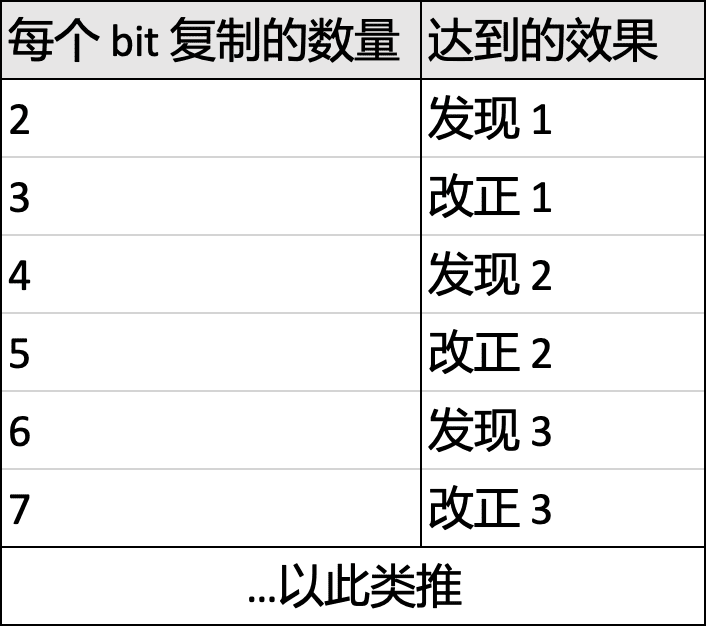 每个 bit 复制的数量 达到的效果
2 发现 1
3 改正 1
4 发现 2
5 改正 2
6 发现 3
7 改正 3
...以此类推